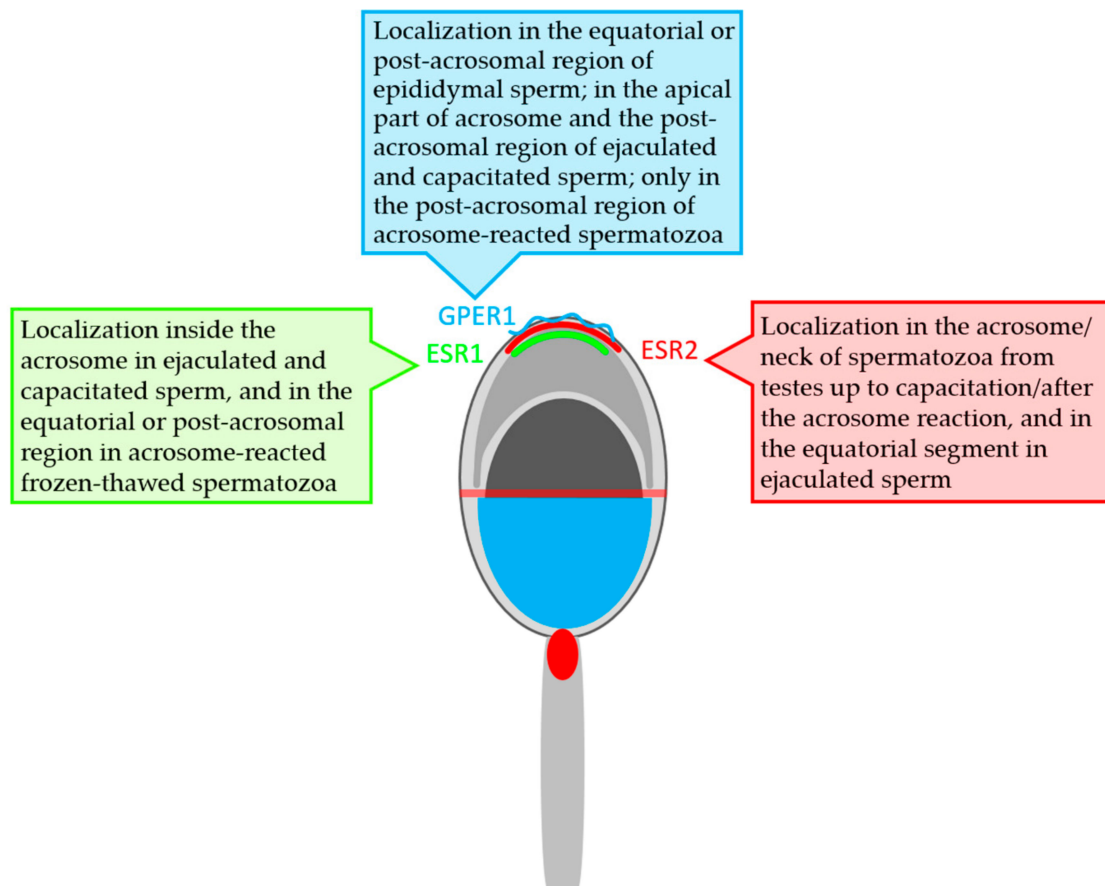 Localization in the equatorial or
post-acrosomal region of
epididymal sperm; in the apical
part of acrosome and the post-
acrosomal region of ejaculated
and capacitated sperm; only in
the post-acrosomal region of
acrosome-reacted spermatozoa
GPER1
ESR1
ESR2
Localization inside the
acrosome in ejaculated and
capacitated sperm, and in the
equatorial or post-acrosomal
region in acrosome-reacted
frozen-thawed spermatozoa
Localization in the acrosome/
neck of spermatozoa from
testes up to capacitation/after
the acrosome reaction, and in
the equatorial segment in
ejaculated sperm